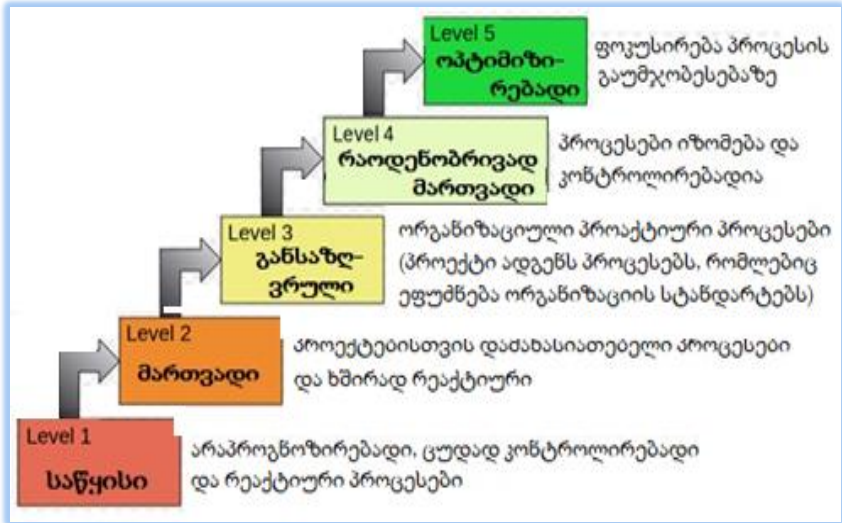 Level 5
ოპტიმიზი-
რებადი
ფოკუსირება პროცესის
გაუმჯობესებაზე
Level 4
რაოდენობრივად
მართვადი
პროცესები იზომება და
კონტროლირებადია
Level 3
განსაზღ-
ვრული
ორგანიზაციული პროაქტიური პროცესები
(პროექტი ადგენს პროცესებს, რომლებიც
ეფუძნება ორგანიზაციის სტანდარტებს)
Level 2
მართვადი
პროექტებისთვის დამახასიათებელი პროცესები
და ხშირად რეაქტიური
Level 1
საწყისი
არაპროგნოზირებადი, ცუდად კონტროლირებადი
და რეაქტიური პროცესები